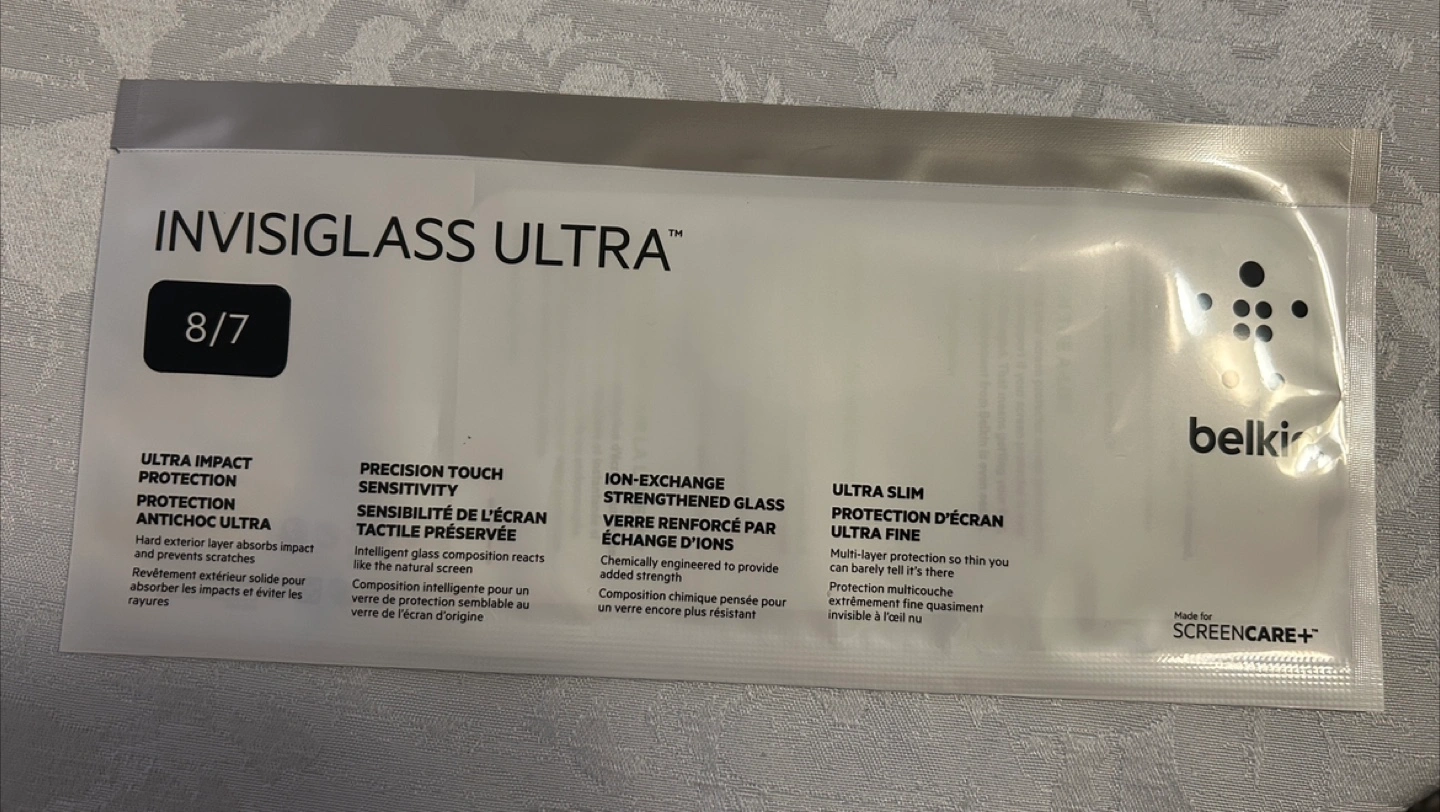 INVISIGLASS ULTRA™
8/7
belki
ULTRA IMPACT
PROTECTION
PROTECTION
ANTICHOC ULTRA
Hard exterior layer absorbs impact
and prevents scratches
Revêtement extérieur solide pour
absorber les impacts et éviter les
rayures
PRECISION TOUCH
SENSITIVITY
SENSIBILITÉ DE L'ÉCRAN
TACTILE PRÉSERVÉE
Intelligent glass composition reacts
like the natural screen
Composition intelligente pour un
verre de protection semblable au
verre de l'écran d'origine
ION-EXCHANGE
STRENGTHENED GLASS
VERRE RENFORCÉ PAR
ÉCHANGE D'IONS
Chemically engineered to provide
added strength
Composition chimique pensée pour
un verre encore plus résistant
ULTRA SLIM
PROTECTION D'ÉCRAN
ULTRA FINE
Multi-layer protection so thin you
can barely tell it's there
Protection multicouche
extrêmement fine quasiment
invisible à l'œil nu
Made for
SCREENCARE+™